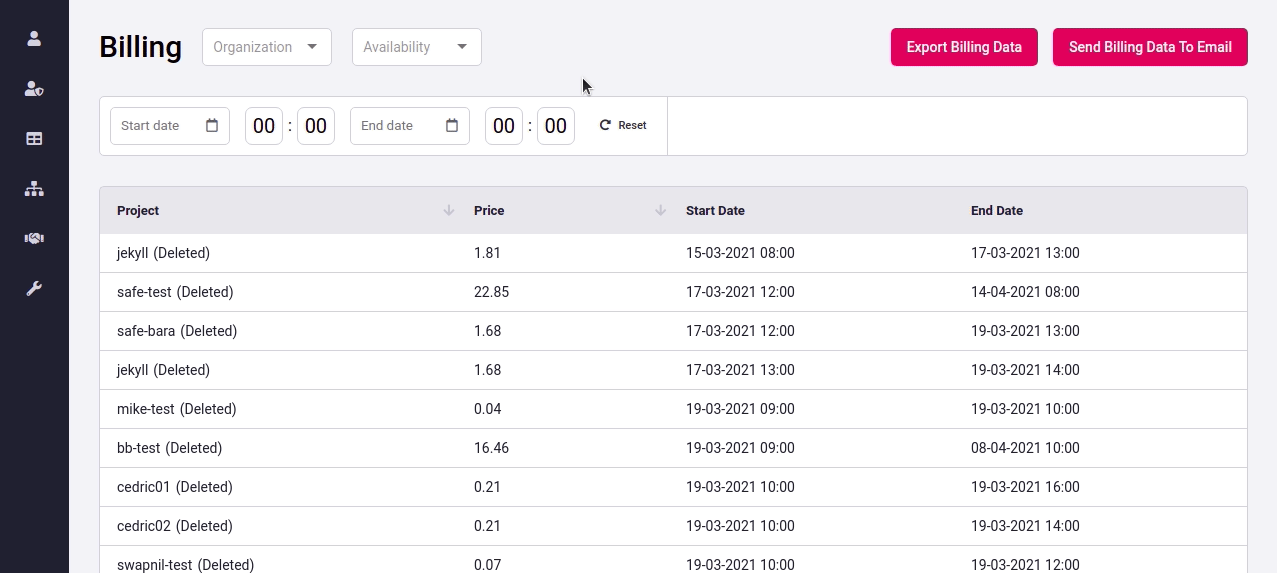 Billing Organization Availability Export Billing Data Send Billing Data To Email
Start date 00 : 00 End date 00 : 00 Reset
Project Price Start Date End Date
jekyll (Deleted) 1.81 15-03-2021 08:00 17-03-2021 13:00
safe-test (Deleted) 22.85 17-03-2021 12:00 14-04-2021 08:00
safe-bara (Deleted) 1.68 17-03-2021 12:00 19-03-2021 13:00
jekyll (Deleted) 1.68 17-03-2021 13:00 19-03-2021 14:00
mike-test (Deleted) 0.04 19-03-2021 09:00 19-03-2021 10:00
bb-test (Deleted) 16.46 19-03-2021 09:00 08-04-2021 10:00
cedric01 (Deleted) 0.21 19-03-2021 10:00 19-03-2021 16:00
cedric02 (Deleted) 0.21 19-03-2021 10:00 19-03-2021 14:00
swapnil-test (Deleted) 0.07 19-03-2021 10:00 19-03-2021 12:00